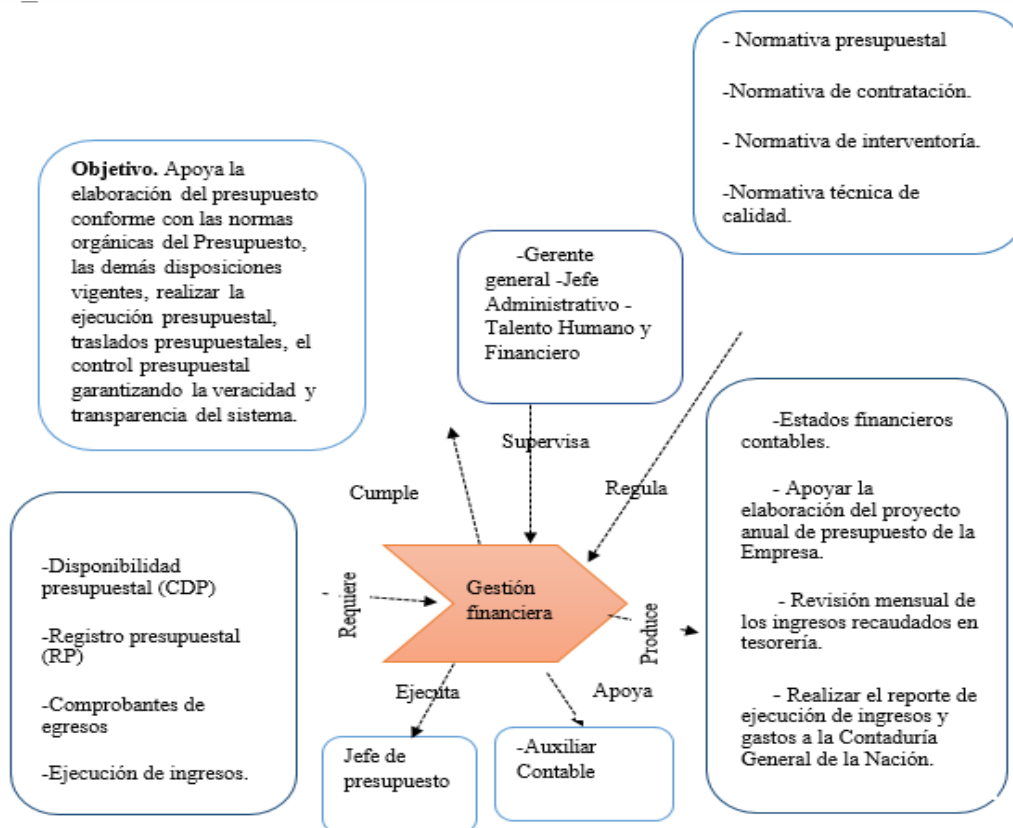 - Normativa presupuestal
-Normativa de contratación.
- Normativa de interventoría.
-Normativa técnica de
calidad.
Objetivo. Apoya la
elaboración del presupuesto
conforme con las normas
orgánicas del Presupuesto,
las demás disposiciones
vigentes, realizar la
ejecución presupuestal,
traslados presupuestales, el
control presupuestal
garantizando la veracidad y
transparencia del sistema.
-Gerente
general -Jefe
Administrativo -
Talento Humano y
Financiero
Supervisa
Cumple
Regula
-Estados financieros
contables.
- Apoyar la
elaboración del proyecto
anual de presupuesto de la
Empresa.
- Revisión mensual de
los ingresos recaudados en
tesorería.
- Realizar el reporte de
ejecución de ingresos y
gastos a la Contaduría
General de la Nación.
-Disponibilidad
presupuestal (CDP)
-Registro presupuestal
(RP)
-Comprobantes de
egresos
-Ejecución de ingresos.
Requiere
Gestión
financiera
Produce
Ejecuta
Apoya
Jefe de
presupuesto
-Auxiliar
Contable